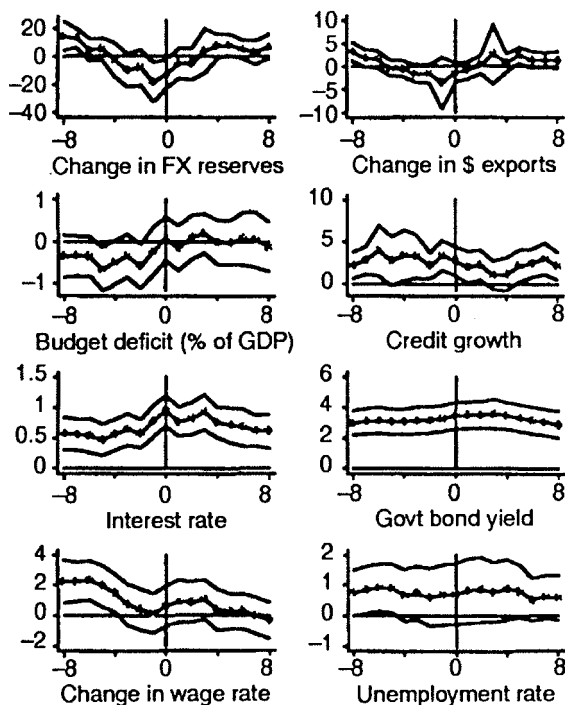 20
0
−20
−40
−8 0 8
Change in FX reserves
10
5
0
−5
−10
−8 0 8
Change in $ exports
1
0
−1
−8 0 8
Budget deficit (% of GDP)
10
5
0
−8 0 8
Credit growth
1.5
1
0.5
0
−8 0 8
Interest rate
6
4
2
0
−8 0 8
Govt bond yield
4
2
0
−2
−8 0 8
Change in wage rate
2
1
0
−1
−8 0 8
Unemployment rate